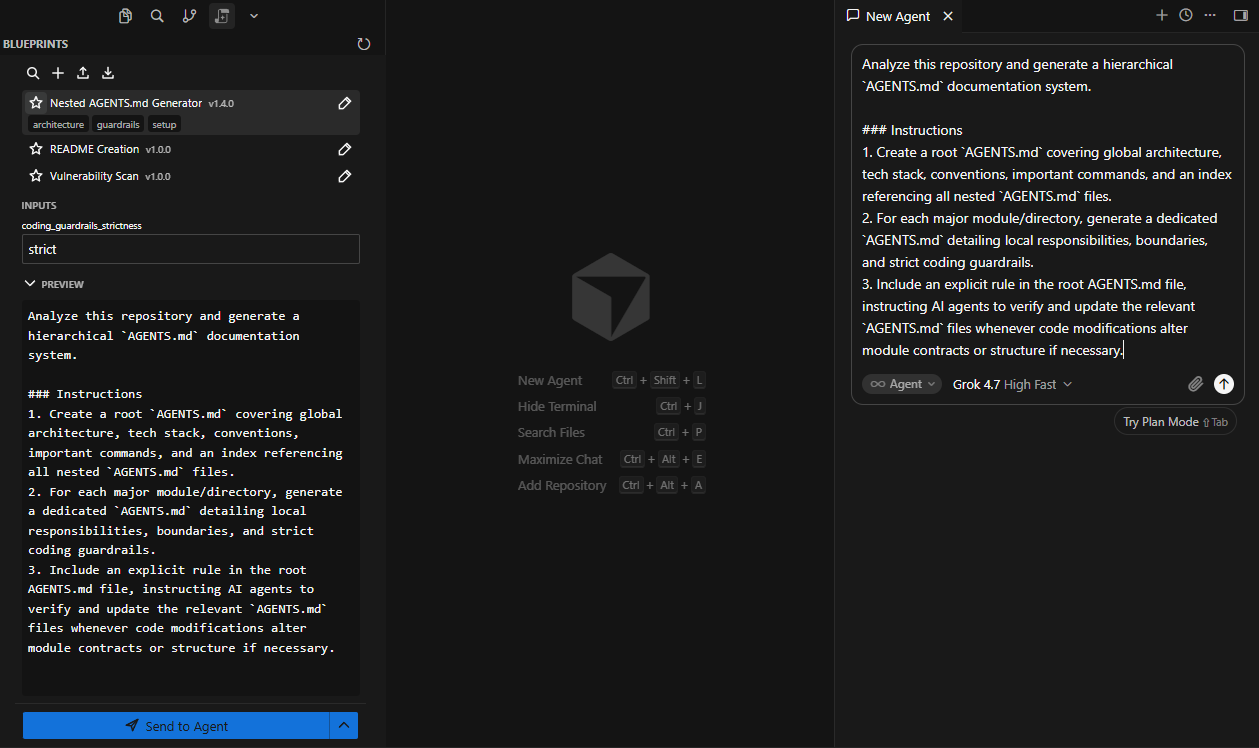 BLUEPRINTS
Nested AGENTS.md Generator v1.4.0
architecture guardrails setup
README Creation v1.0.0
Vulnerability Scan v1.0.0
INPUTS
coding_guardrails_strictness
strict
PREVIEW
Analyze this repository and generate a
hierarchical `AGENTS.md` documentation
system.
### Instructions
1. Create a root `AGENTS.md` covering global
architecture, tech stack, conventions,
important commands, and an index referencing
all nested `AGENTS.md` files.
2. For each major module/directory, generate
a dedicated `AGENTS.md` detailing local
responsibilities, boundaries, and strict
coding guardrails.
3. Include an explicit rule in the root
AGENTS.md file, instructing AI agents to
verify and update the relevant `AGENTS.md`
files whenever code modifications alter
module contracts or structure if necessary.
Send to Agent
New Agent Ctrl + Shift + L
Hide Terminal Ctrl + J
Search Files Ctrl + P
Maximize Chat Ctrl + Alt + E
Add Repository Ctrl + Alt + A
New Agent
Analyze this repository and generate a hierarchical
`AGENTS.md` documentation system.
### Instructions
1. Create a root `AGENTS.md` covering global architecture,
tech stack, conventions, important commands, and an index
referencing all nested `AGENTS.md` files.
2. For each major module/directory, generate a dedicated
`AGENTS.md` detailing local responsibilities, boundaries,
and strict coding guardrails.
3. Include an explicit rule in the root AGENTS.md file,
instructing AI agents to verify and update the relevant
`AGENTS.md` files whenever code modifications alter
module contracts or structure if necessary.
Agent Grok 4.7 High Fast
Try Plan Mode ⇧Tab